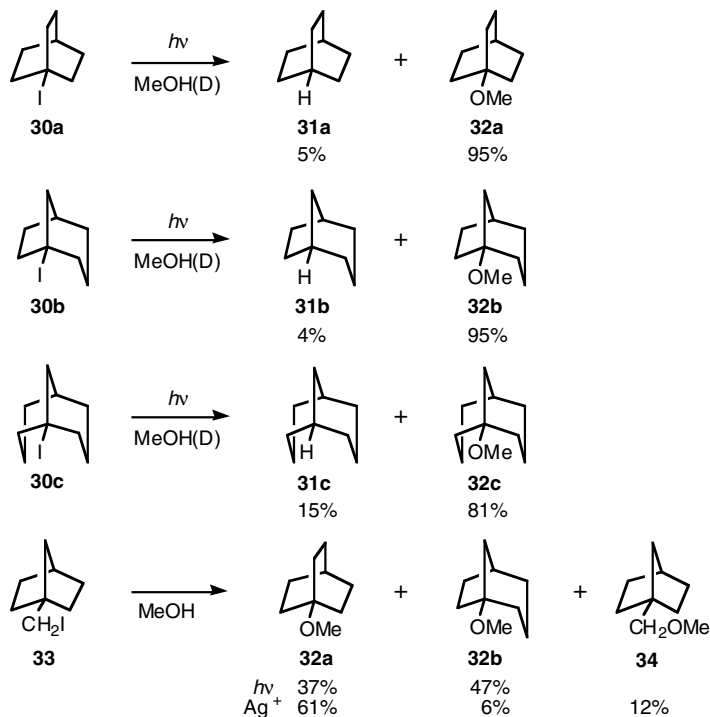 hν
MeOH(D)
+
I
H
OMe
30a
31a
32a
5%
95%
hν
MeOH(D)
+
I
H
OMe
30b
31b
32b
4%
95%
hν
MeOH(D)
+
I
H
OMe
30c
31c
32c
15%
81%
MeOH
+
+
CH₂I
OMe
OMe
CH₂OMe
33
32a
32b
34
hν 37% 47%
Ag⁺ 61% 6% 12%